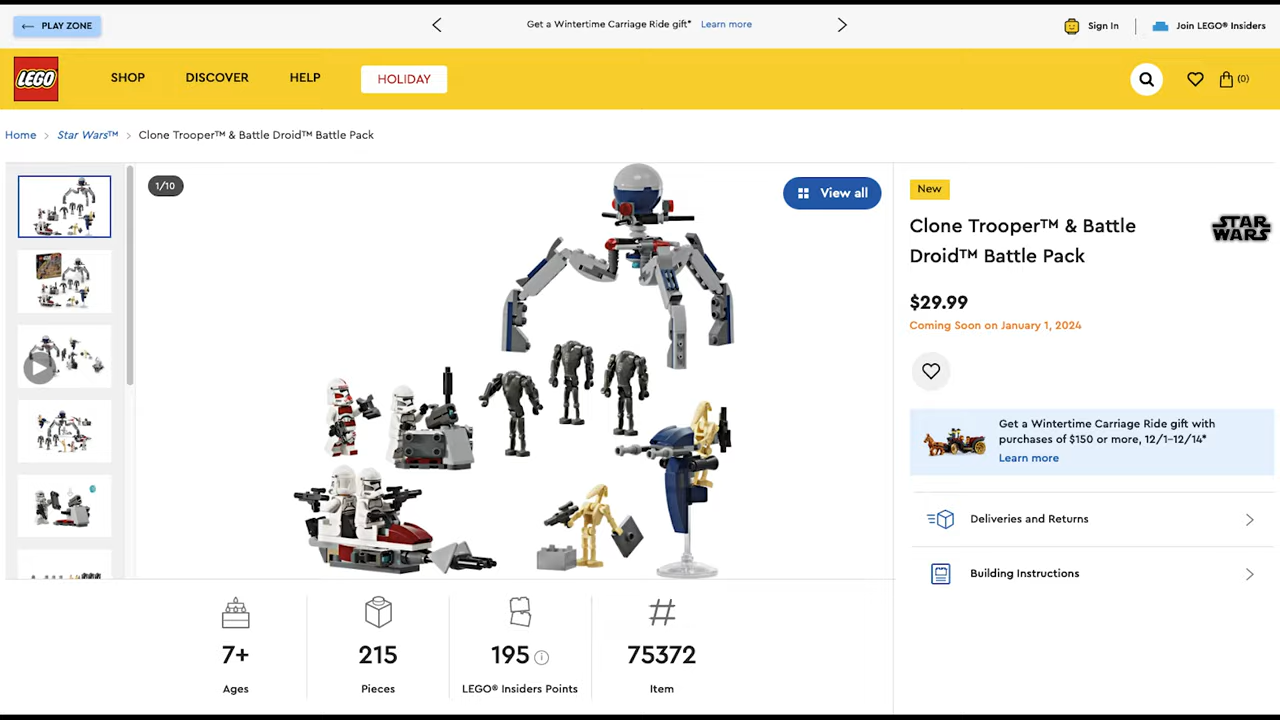 ← PLAY ZONE
Get a Wintertime Carriage Ride gift* Learn more
Sign In
Join LEGO® Insiders
LEGO
SHOP
DISCOVER
HELP
HOLIDAY
(0)
Home > Star Wars™ > Clone Trooper™ & Battle Droid™ Battle Pack
1/10
View all
New
Clone Trooper™ & Battle
Droid™ Battle Pack
STAR
WARS
$29.99
Coming Soon on January 1, 2024
Get a Wintertime Carriage Ride gift with
purchases of $150 or more, 12/1–12/14*
Learn more
Deliveries and Returns
Building Instructions
7+
Ages
215
Pieces
195
LEGO® Insiders Points
#
75372
Item